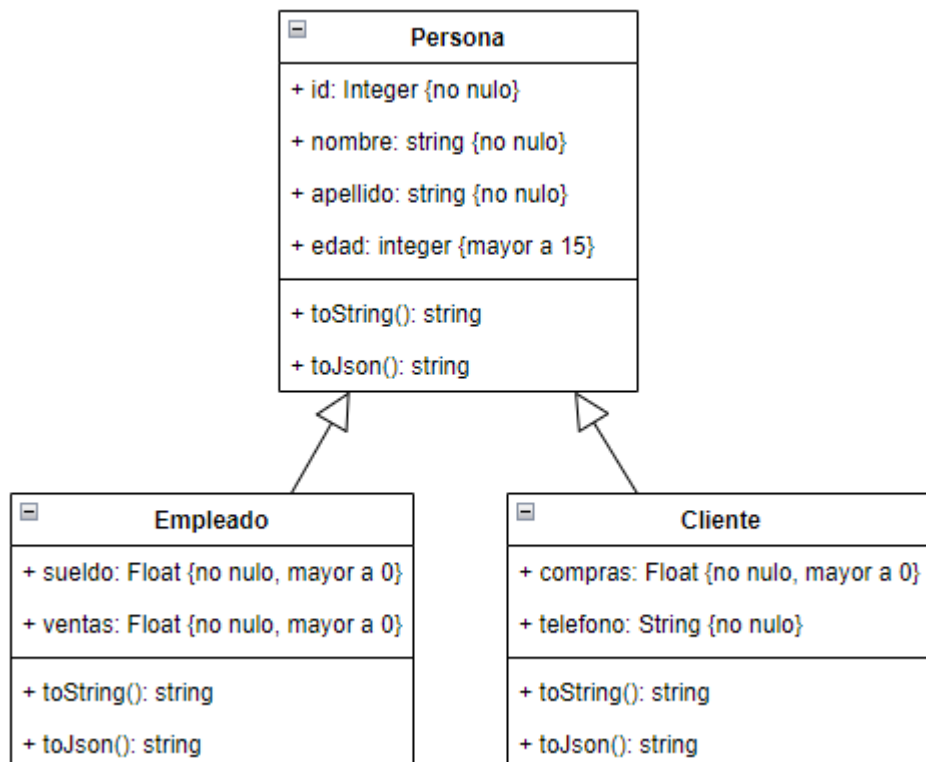 Persona
+ id: Integer {no nulo}
+ nombre: string {no nulo}
+ apellido: string {no nulo}
+ edad: integer {mayor a 15}
+ toString(): string
+ toJson(): string
Empleado
+ sueldo: Float {no nulo, mayor a 0}
+ ventas: Float {no nulo, mayor a 0}
+ toString(): string
+ toJson(): string
Cliente
+ compras: Float {no nulo, mayor a 0}
+ telefono: String {no nulo}
+ toString(): string
+ toJson(): string